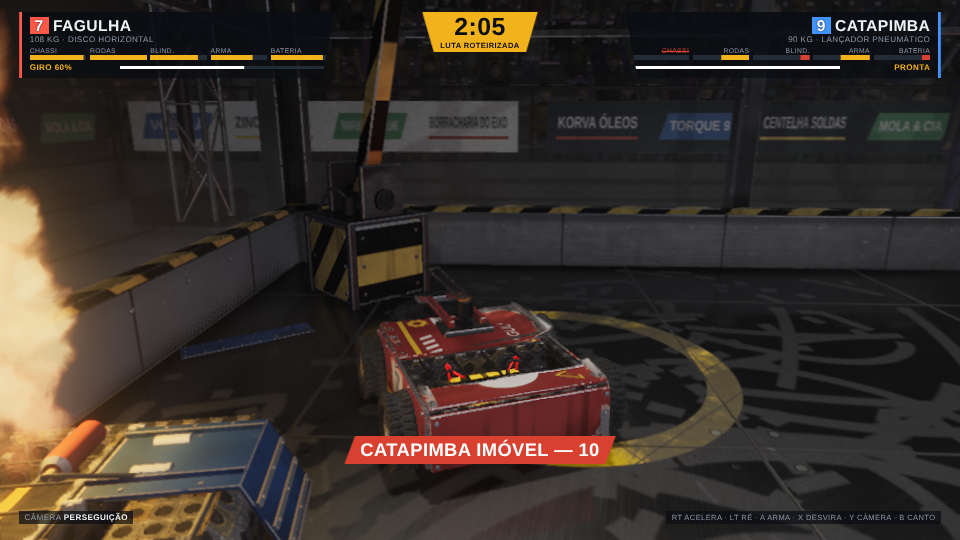 7 FAGULHA
108 KG · DISCO HORIZONTAL
CHASSI RODAS BLIND. ARMA BATERIA
GIRO 60%
2:05
LUTA ROTEIRIZADA
9 CATAPIMBA
90 KG · LANÇADOR PNEUMÁTICO
CHASSI RODAS BLIND. ARMA BATERIA
PRONTA
MOLA & CIA
BORRACHARIA DO EIXO
KORVA ÓLEOS
TORQUE 9
CENTELHA SOLDAS
MOLA & CIA
CATAPIMBA IMÓVEL — 10
CÂMERA PERSEGUIÇÃO
RT ACELERA · LT RÉ · A ARMA · X DESVIRA · Y CÂMERA · B CANTO